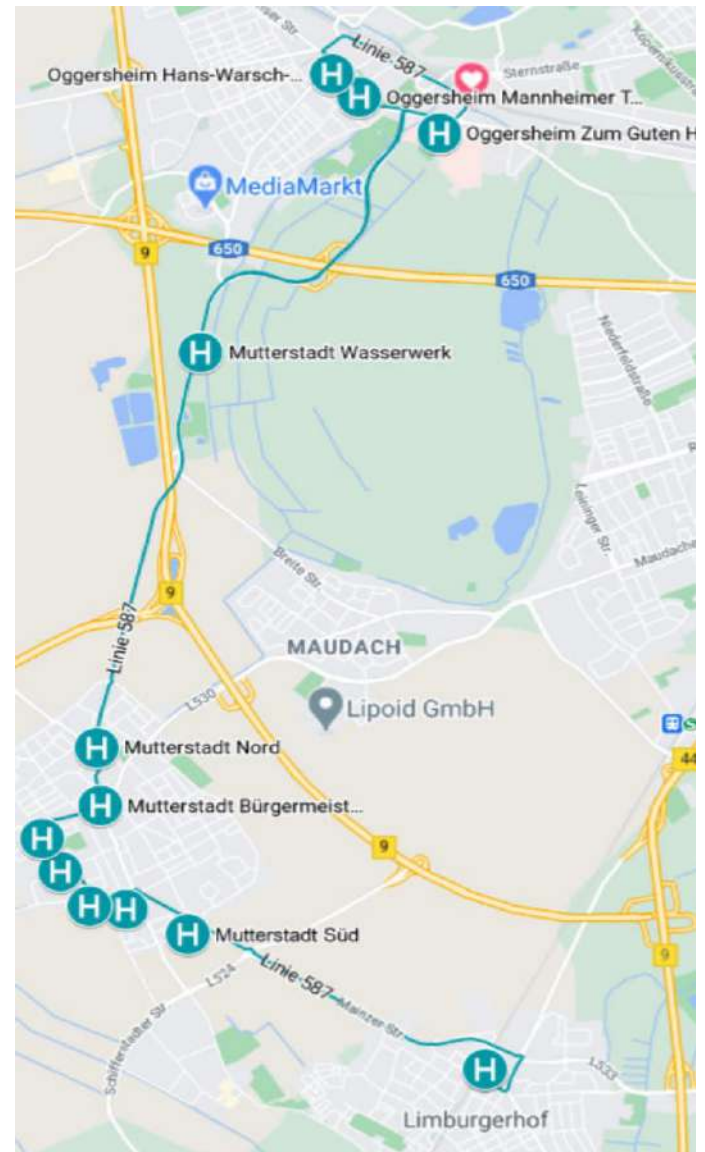 Linie 587
Sternstraße
Oggersheim Hans-Warsch-...
Oggersheim Mannheimer T...
Oggersheim Zum Guten H
MediaMarkt
9
650
650
Niederfeldstraße
Mutterstadt Wasserwerk
Leininger Str.
Maudacher
Breite Str.
9
Linie 587
MAUDACH
L530
Lipoid GmbH
Mutterstadt Nord
44
Mutterstadt Bürgermeist...
9
H
H
H
H
H
H
H
H
H
H
H
H
Mutterstadt Süd
9
L524
Linie 587
Mainzer Str
Schifferstadter Str
L533
Limburgerhof